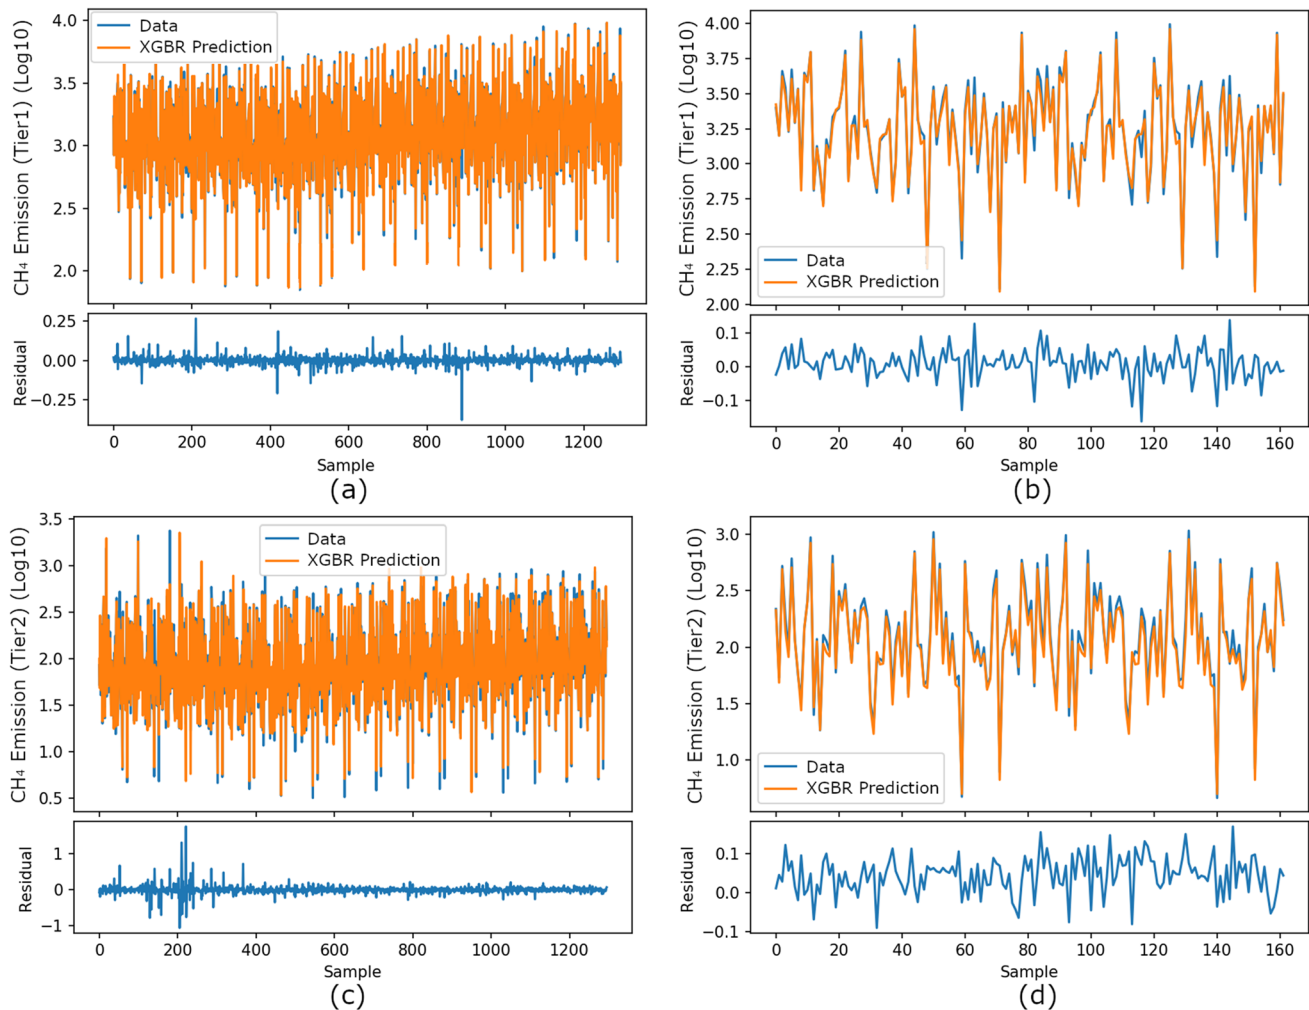 CH₄ Emission (Tier1) (Log10)
4.0
3.5
3.0
2.5
2.0
Data
XGBR Prediction
Residual
0.25
0.00
−0.25
0 200 400 600 800 1000 1200
Sample
(a)
CH₄ Emission (Tier1) (Log10)
4.00
3.75
3.50
3.25
3.00
2.75
2.50
2.25
2.00
Data
XGBR Prediction
Residual
0.1
0.0
−0.1
0 20 40 60 80 100 120 140 160
Sample
(b)
CH₄ Emission (Tier2) (Log10)
3.5
3.0
2.5
2.0
1.5
1.0
0.5
Data
XGBR Prediction
Residual
1
0
−1
0 200 400 600 800 1000 1200
Sample
(c)
CH₄ Emission (Tier2) (Log10)
3.0
2.5
2.0
1.5
1.0
Data
XGBR Prediction
Residual
0.1
0.0
−0.1
0 20 40 60 80 100 120 140 160
Sample
(d)